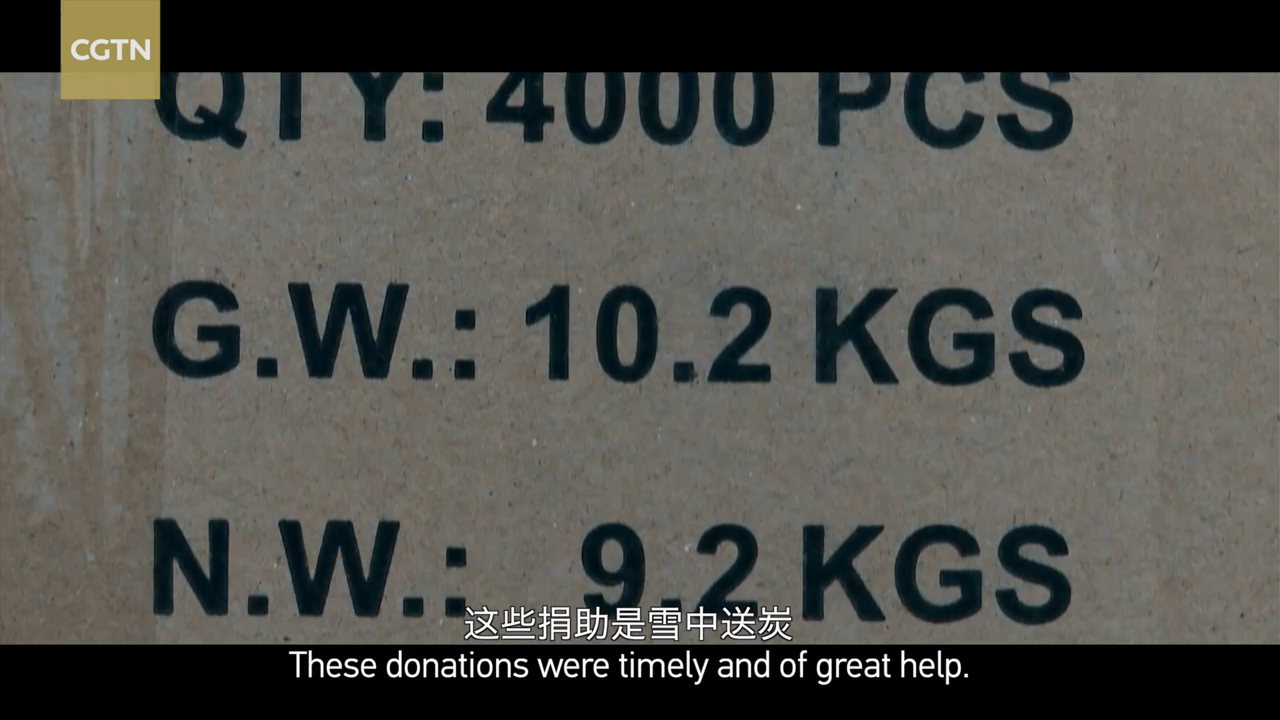 CGTN
QTY: 4000 PCS
G.W.: 10.2 KGS
N.W.: 9.2 KGS
这些捐助是雪中送炭
These donations were timely and of great help.